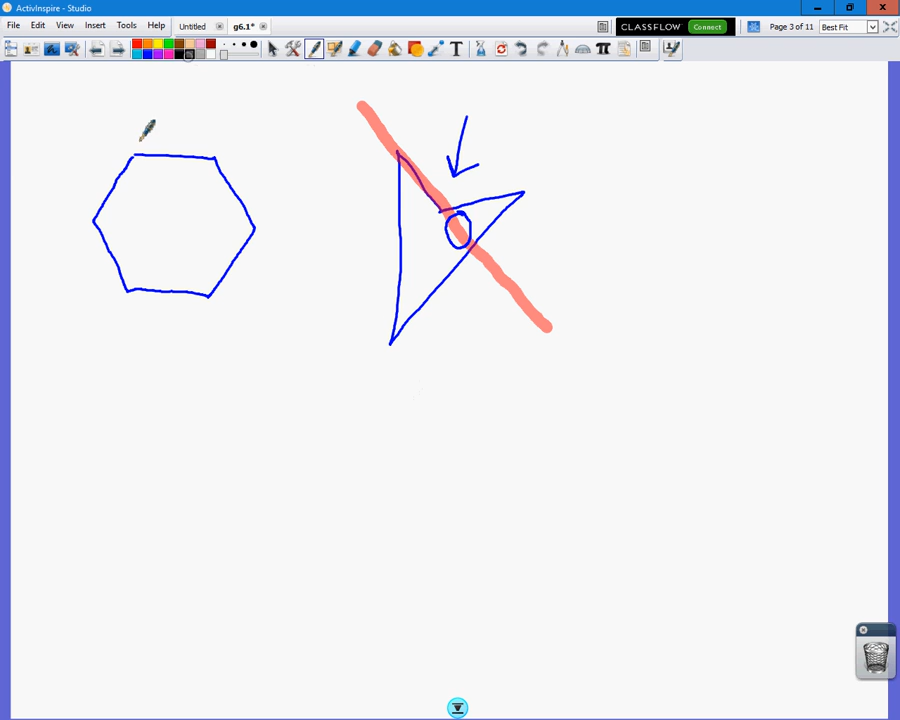 ActivInspire - Studio
File Edit View Insert Tools Help Untitled g6.1* CLASSFLOW Connect Page 3 of 11 Best Fit
T π